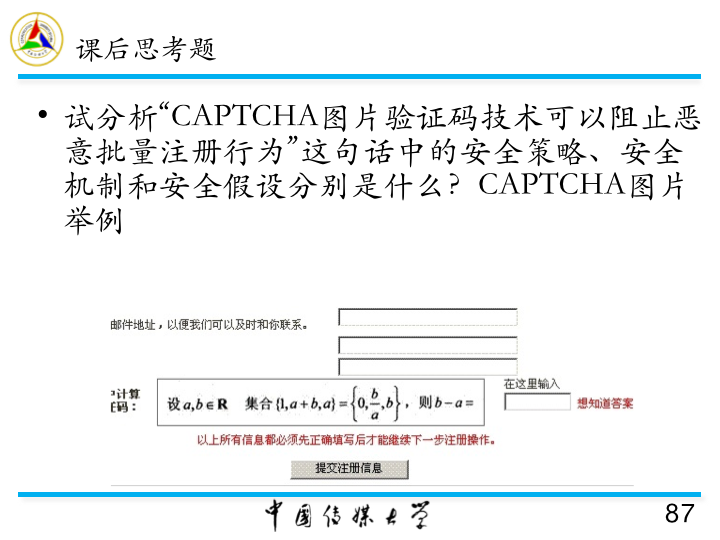 课后思考题
• 试分析“CAPTCHA图片验证码技术可以阻止恶
意批量注册行为”这句话中的安全策略、安全
机制和安全假设分别是什么？CAPTCHA图片
举例
邮件地址，以便我们可以及时和你联系。
计算
码：
设a,b∈R 集合{1,a+b,a}={0,b/a,b}，则b-a=
在这里输入
想知道答案
以上所有信息都必须先正确填写后才能继续下一步注册操作。
提交注册信息
中国传媒大学
87